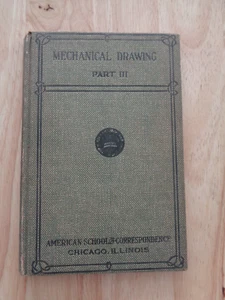 MECHANICAL DRAWING
PART III
AMERICAN SCHOOL OF CORRESPONDENCE
CHICAGO, ILLINOIS